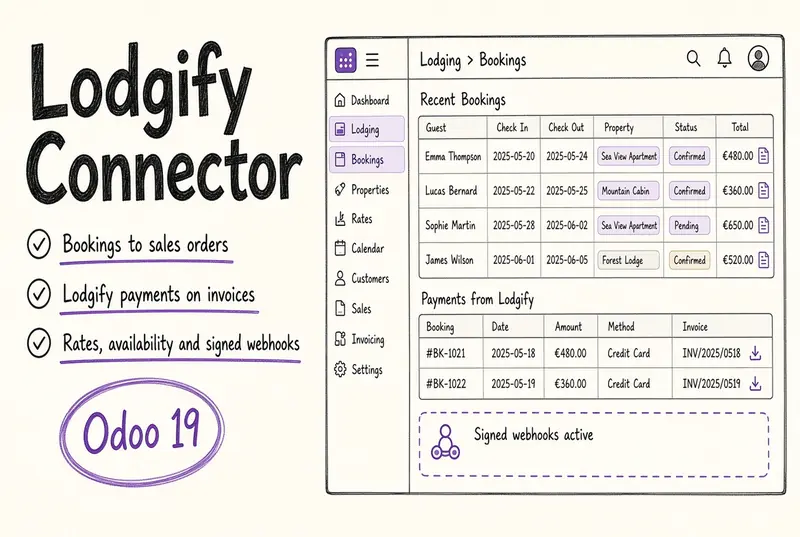 Lodgify
Connector
Bookings to sales orders
Lodgify payments on invoices
Rates, availability and signed webhooks
Odoo 19
Lodging > Bookings
Dashboard
Lodging
Bookings
Properties
Rates
Calendar
Customers
Sales
Invoicing
Settings
Recent Bookings
Guest Check In Check Out Property Status Total
Emma Thompson 2025-05-20 2025-05-24 Sea View Apartment Confirmed €480.00
Lucas Bernard 2025-05-22 2025-05-25 Mountain Cabin Confirmed €360.00
Sophie Martin 2025-05-28 2025-06-02 Sea View Apartment Pending €650.00
James Wilson 2025-06-01 2025-06-05 Forest Lodge Confirmed €520.00
Payments from Lodgify
Booking Date Amount Method Invoice
#BK-1021 2025-05-18 €480.00 Credit Card INV/2025/0518
#BK-1022 2025-05-19 €360.00 Credit Card INV/2025/0519
Signed webhooks active